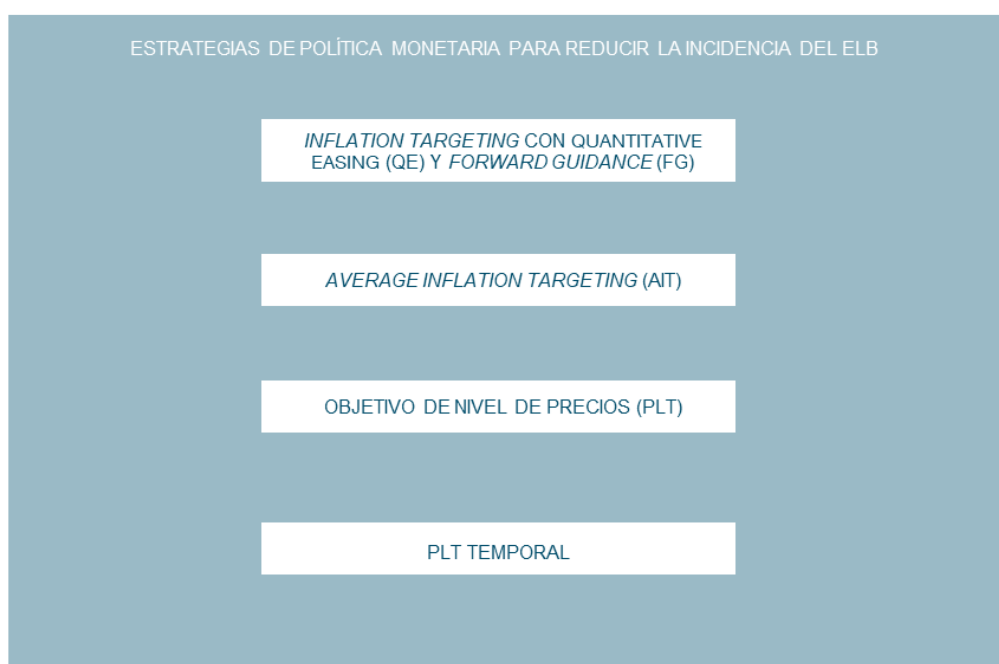 ESTRATEGIAS DE POLÍTICA MONETARIA PARA REDUCIR LA INCIDENCIA DEL ELB
INFLATION TARGETING CON QUANTITATIVE
EASING (QE) Y FORWARD GUIDANCE (FG)
AVERAGE INFLATION TARGETING (AIT)
OBJETIVO DE NIVEL DE PRECIOS (PLT)
PLT TEMPORAL